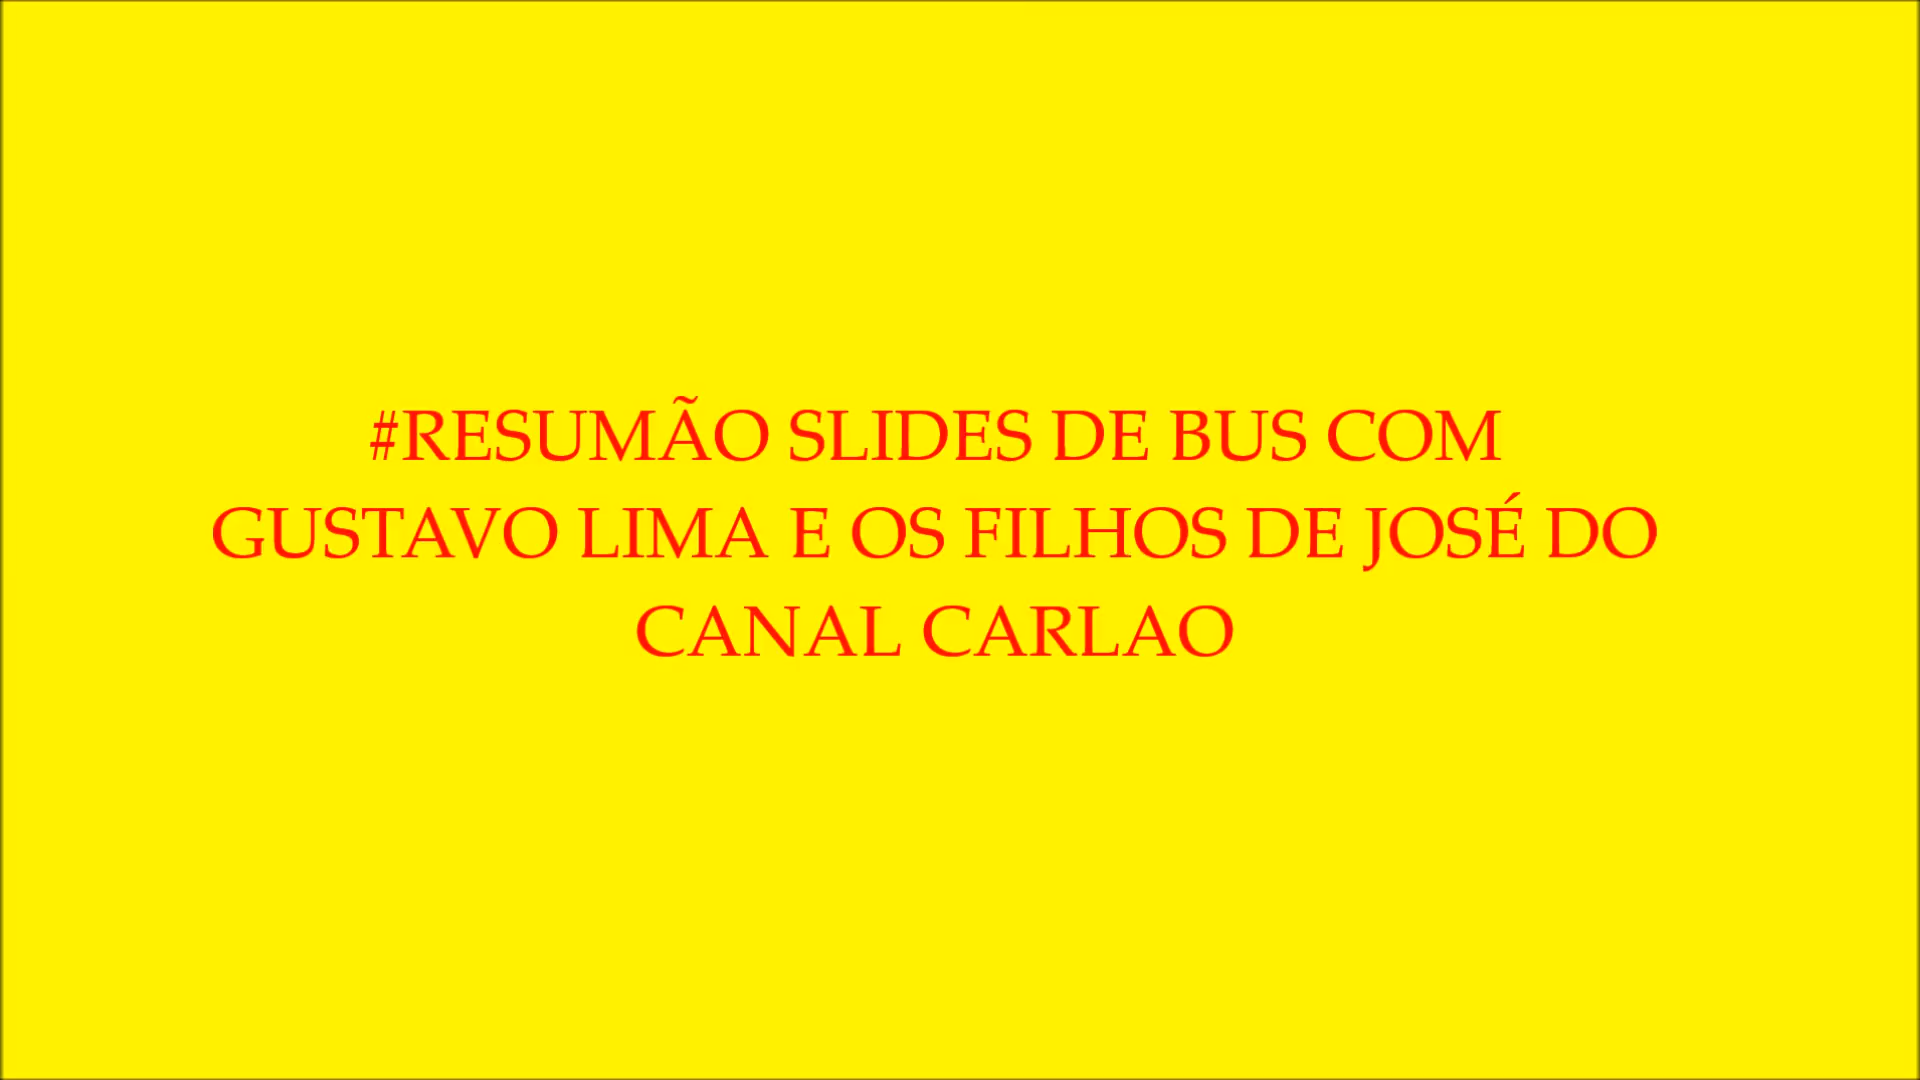 #RESUMÃO SLIDES DE BUS COM
GUSTAVO LIMA E OS FILHOS DE JOSÉ DO
CANAL CARLAO